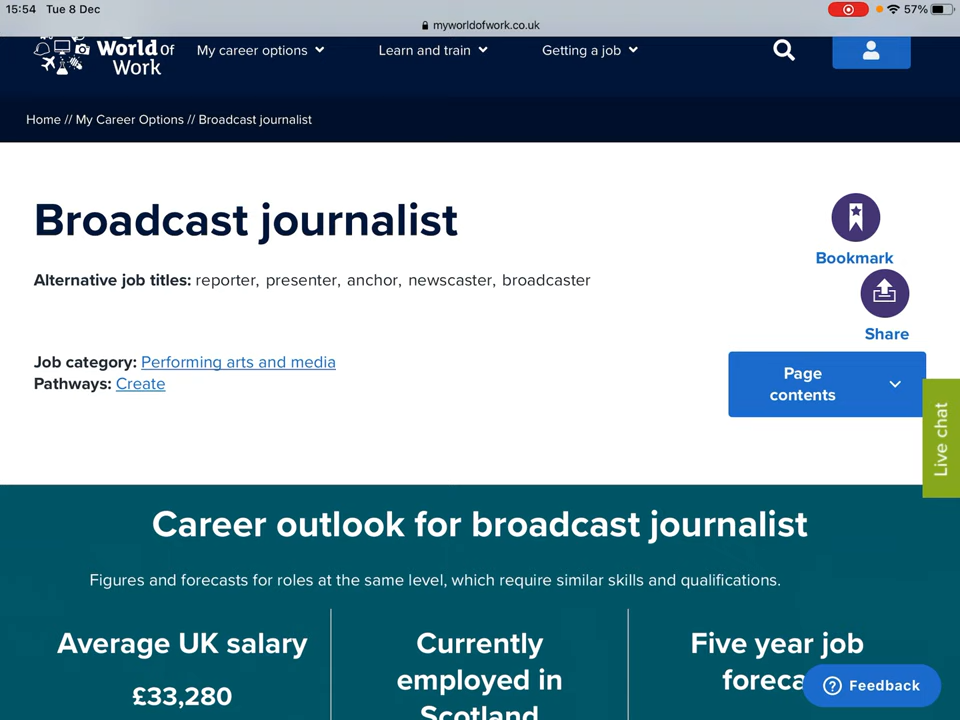 15:54 Tue 8 Dec
57%
myworldofwork.co.uk
World Of
Work
My career options
Learn and train
Getting a job
Home // My Career Options // Broadcast journalist
Broadcast journalist
Bookmark
Alternative job titles: reporter, presenter, anchor, newscaster, broadcaster
Share
Job category: Performing arts and media
Pathways: Create
Page
contents
Live chat
Career outlook for broadcast journalist
Figures and forecasts for roles at the same level, which require similar skills and qualifications.
Average UK salary
£33,280
Currently
employed in
Scotland
Five year job
Feedback